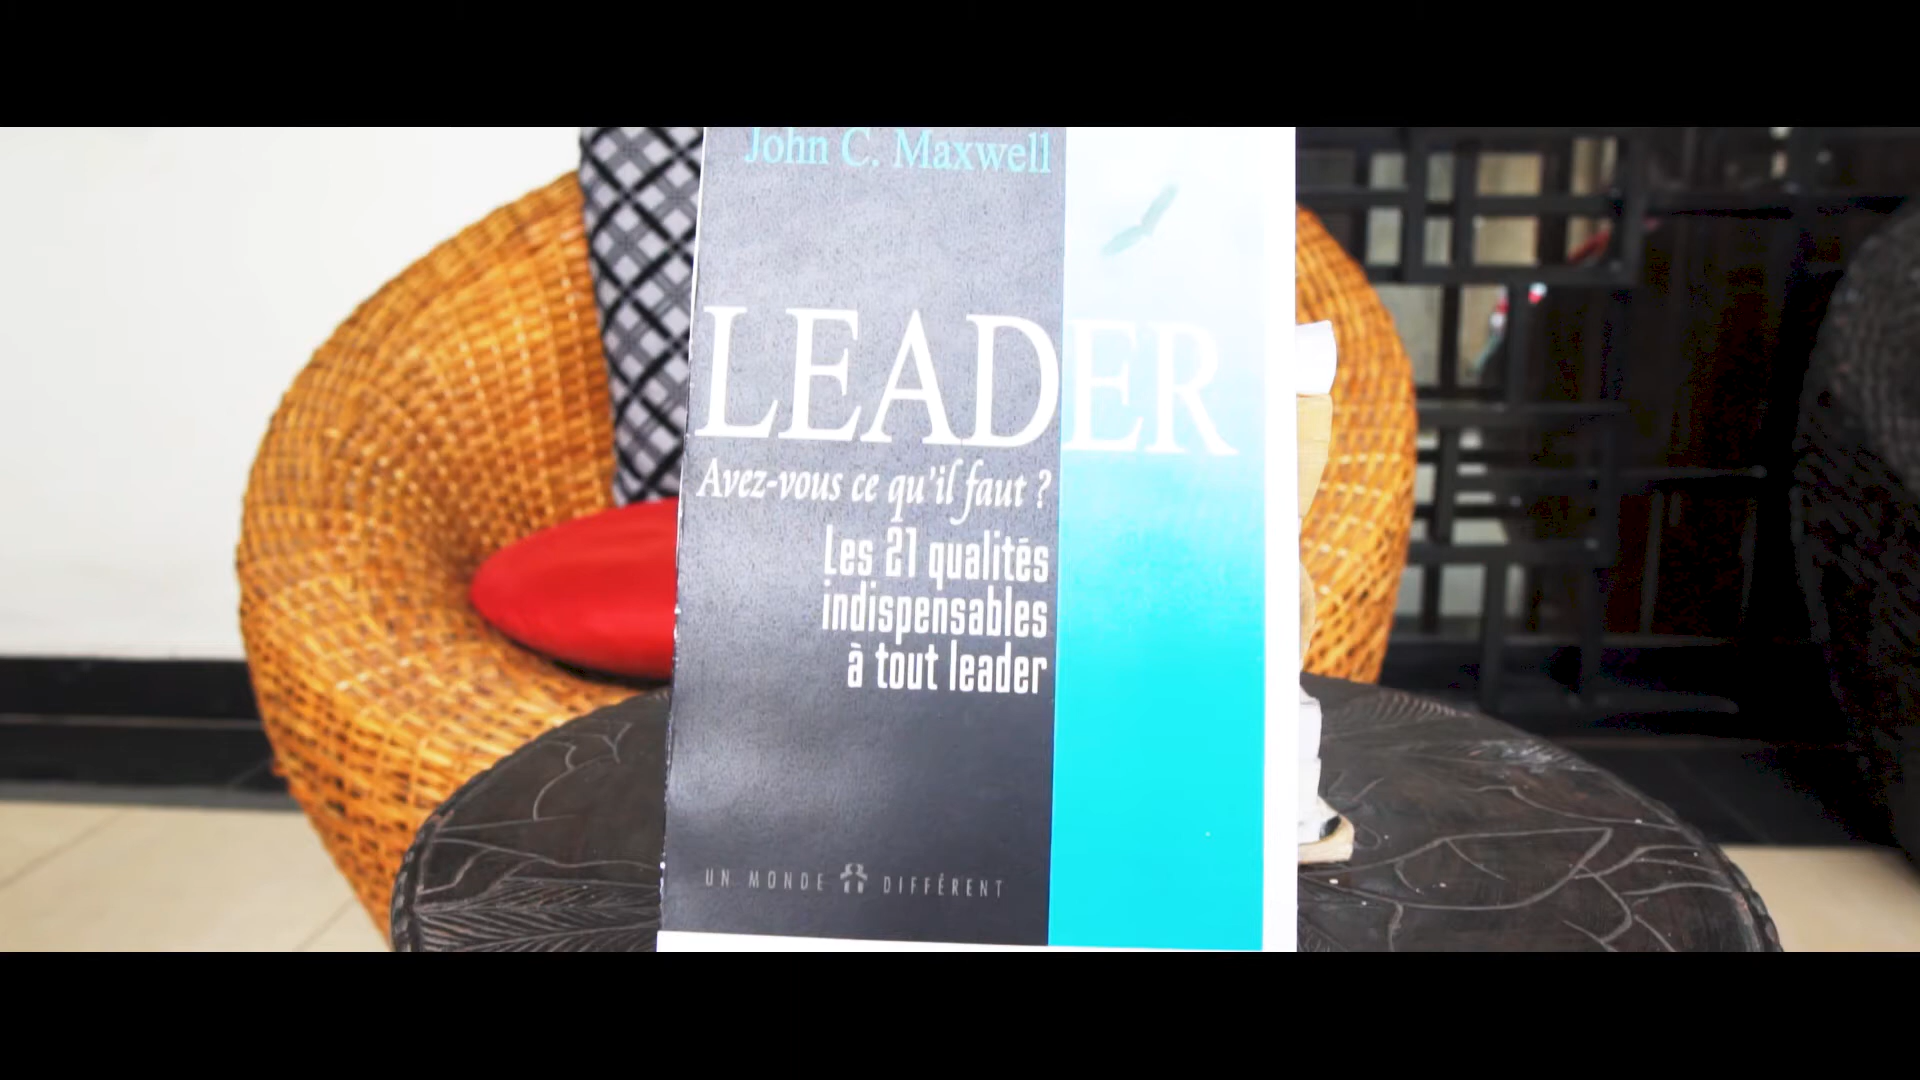 John C. Maxwell
LEADER
Avez-vous ce qu'il faut ?
Les 21 qualités
indispensables
à tout leader
UN MONDE DIFFÉRENT